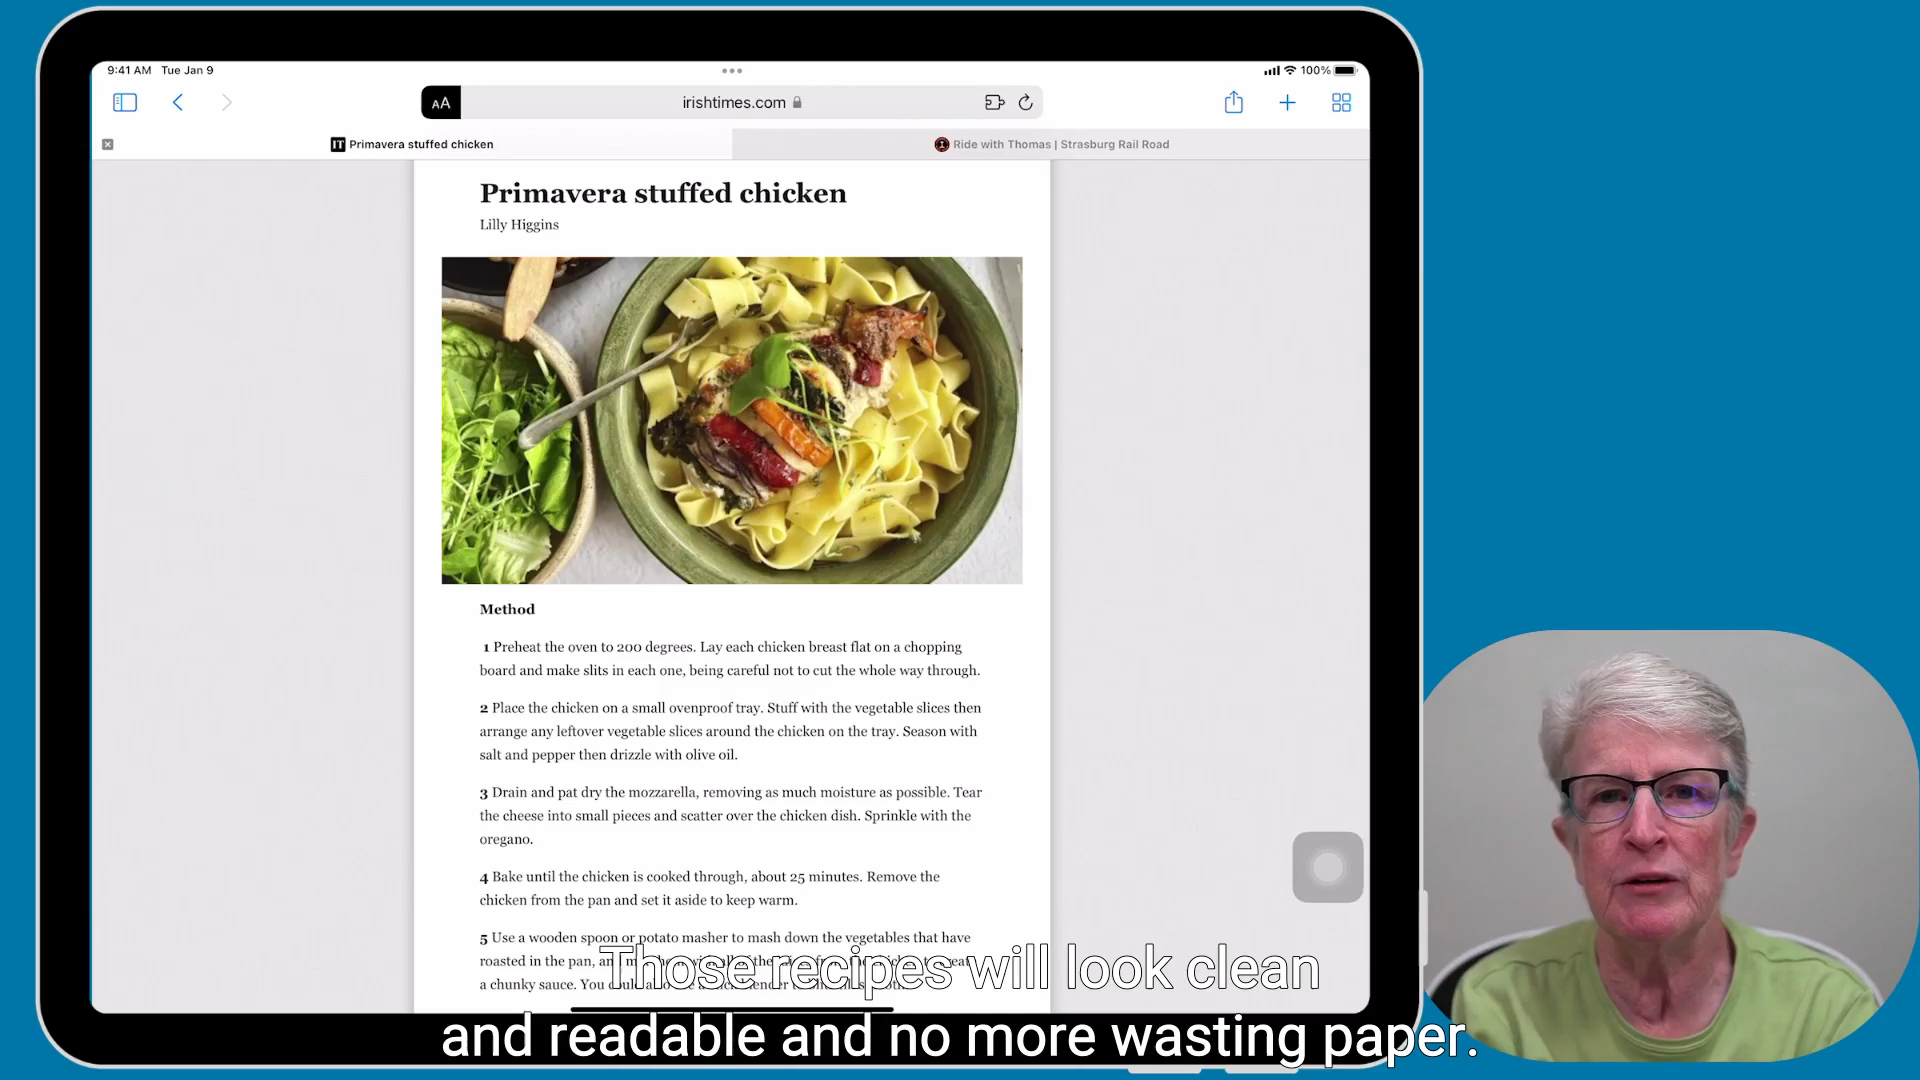 9:41 AM Tue Jan 9
100%
AA
irishtimes.com
IT Primavera stuffed chicken
Ride with Thomas | Strasburg Rail Road
Primavera stuffed chicken
Lilly Higgins
Method
1 Preheat the oven to 200 degrees. Lay each chicken breast flat on a chopping
board and make slits in each one, being careful not to cut the whole way through.
2 Place the chicken on a small ovenproof tray. Stuff with the vegetable slices then
arrange any leftover vegetable slices around the chicken on the tray. Season with
salt and pepper then drizzle with olive oil.
3 Drain and pat dry the mozzarella, removing as much moisture as possible. Tear
the cheese into small pieces and scatter over the chicken dish. Sprinkle with the
oregano.
4 Bake until the chicken is cooked through, about 25 minutes. Remove the
chicken from the pan and set it aside to keep warm.
5 Use a wooden spoon or potato masher to mash down the vegetables that have
roasted in the pan,
a chunky sauce. You
Those recipes will look clean
and readable and no more wasting paper.